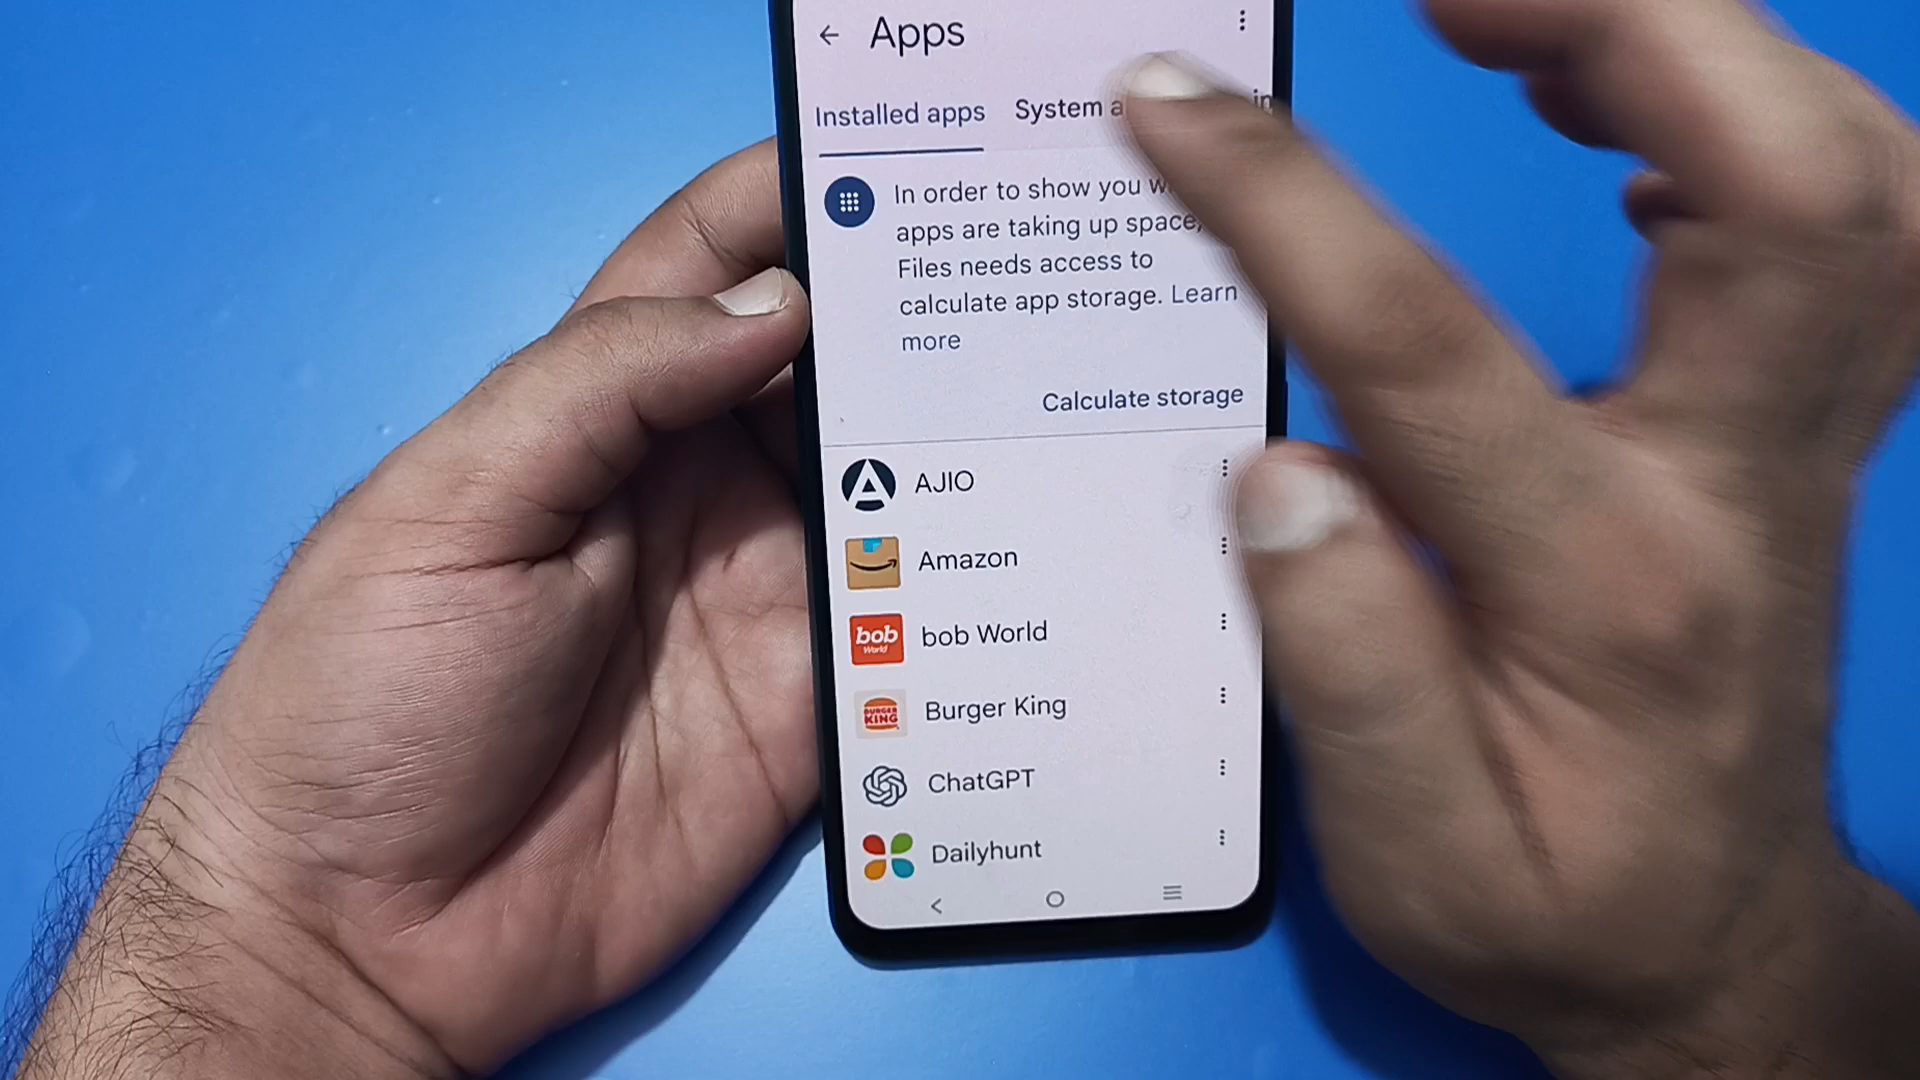 Apps
Installed apps System
In order to show you
apps are taking up space,
Files needs access to
calculate app storage. Learn
more
Calculate storage
AJIO
Amazon
bob World
bob World
BURGER KING
Burger King
ChatGPT
Dailyhunt